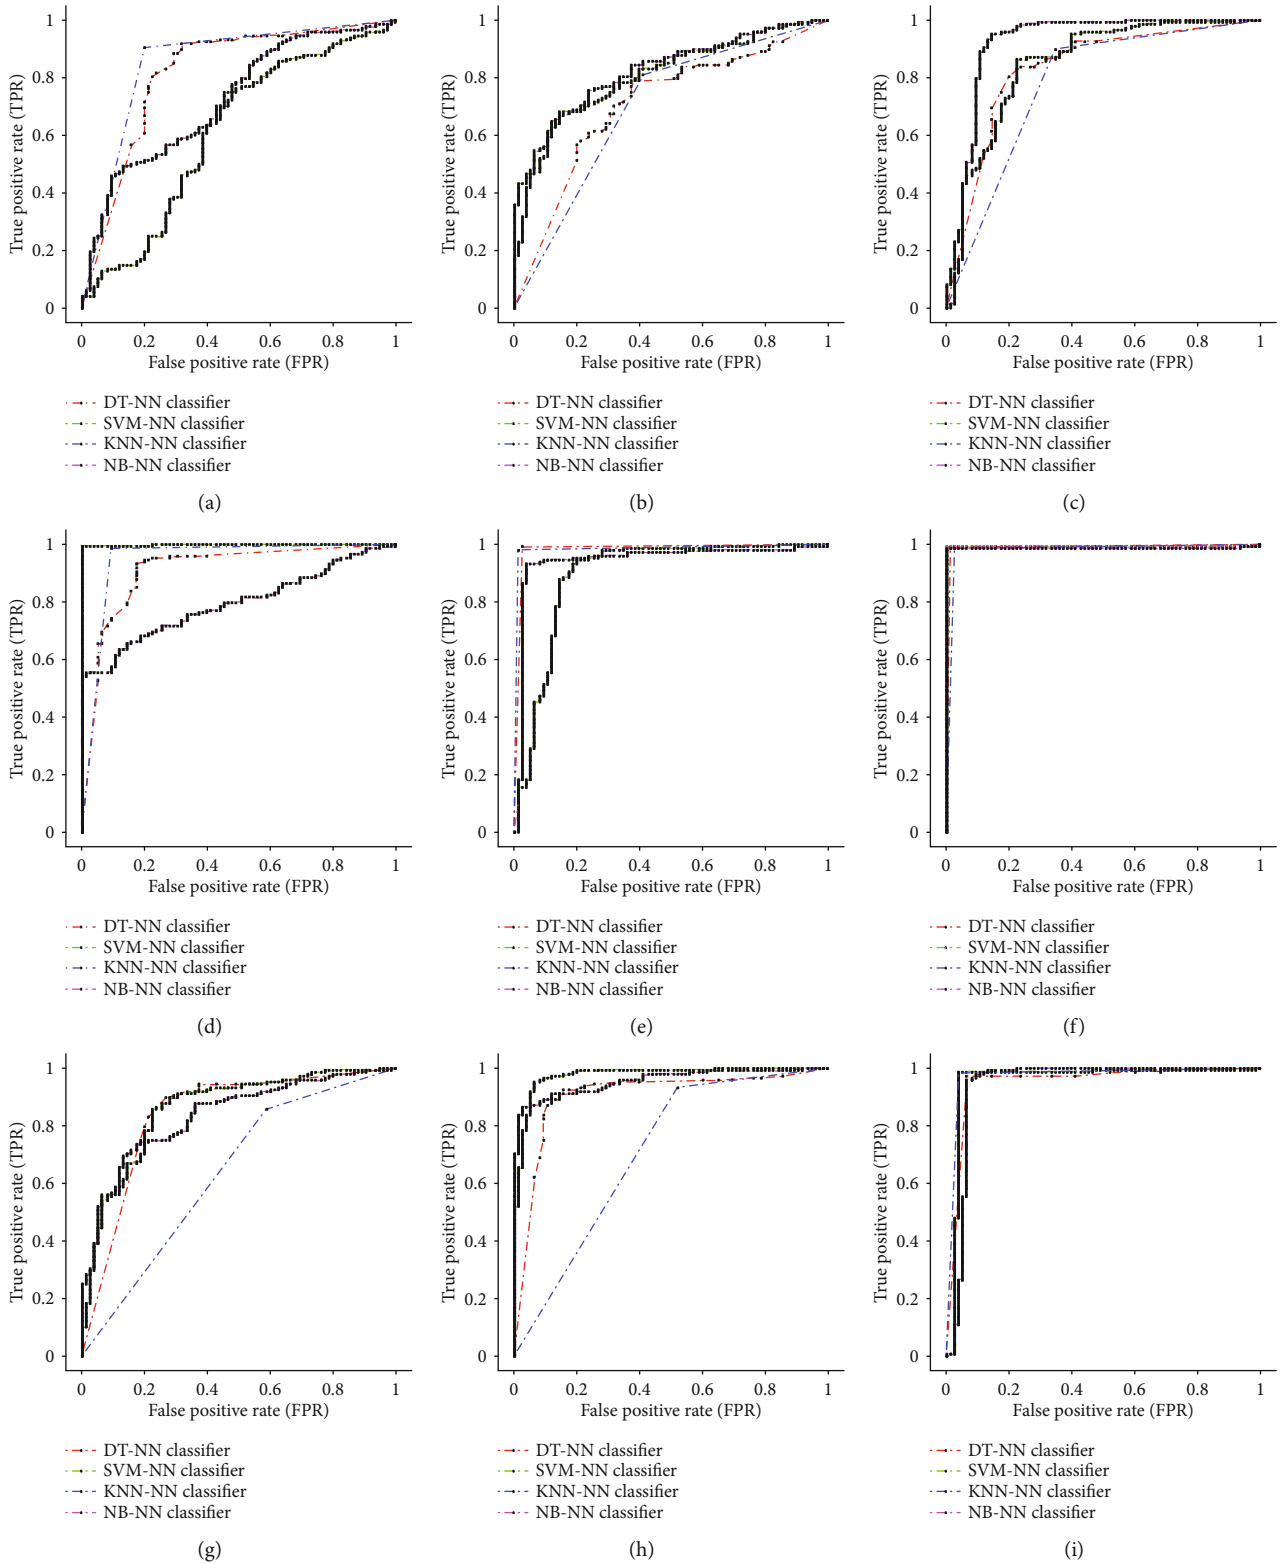 1
0.8
0.6
0.4
0.2
0
True positive rate (TPR)
0 0.2 0.4 0.6 0.8 1
False positive rate (FPR)
DT-NN classifier
SVM-NN classifier
KNN-NN classifier
NB-NN classifier
(a)
1
0.8
0.6
0.4
0.2
0
True positive rate (TPR)
0 0.2 0.4 0.6 0.8 1
False positive rate (FPR)
DT-NN classifier
SVM-NN classifier
KNN-NN classifier
NB-NN classifier
(b)
1
0.8
0.6
0.4
0.2
0
True positive rate (TPR)
0 0.2 0.4 0.6 0.8 1
False positive rate (FPR)
DT-NN classifier
SVM-NN classifier
KNN-NN classifier
NB-NN classifier
(c)
1
0.8
0.6
0.4
0.2
0
True positive rate (TPR)
0 0.2 0.4 0.6 0.8 1
False positive rate (FPR)
DT-NN classifier
SVM-NN classifier
KNN-NN classifier
NB-NN classifier
(d)
1
0.8
0.6
0.4
0.2
0
True positive rate (TPR)
0 0.2 0.4 0.6 0.8 1
False positive rate (FPR)
DT-NN classifier
SVM-NN classifier
KNN-NN classifier
NB-NN classifier
(e)
1
0.8
0.6
0.4
0.2
0
True positive rate (TPR)
0 0.2 0.4 0.6 0.8 1
False positive rate (FPR)
DT-NN classifier
SVM-NN classifier
KNN-NN classifier
NB-NN classifier
(f)
1
0.8
0.6
0.4
0.2
0
True positive rate (TPR)
0 0.2 0.4 0.6 0.8 1
False positive rate (FPR)
DT-NN classifier
SVM-NN classifier
KNN-NN classifier
NB-NN classifier
(g)
1
0.8
0.6
0.4
0.2
0
True positive rate (TPR)
0 0.2 0.4 0.6 0.8 1
False positive rate (FPR)
DT-NN classifier
SVM-NN classifier
KNN-NN classifier
NB-NN classifier
(h)
1
0.8
0.6
0.4
0.2
0
True positive rate (TPR)
0 0.2 0.4 0.6 0.8 1
False positive rate (FPR)
DT-NN classifier
SVM-NN classifier
KNN-NN classifier
NB-NN classifier
(i)